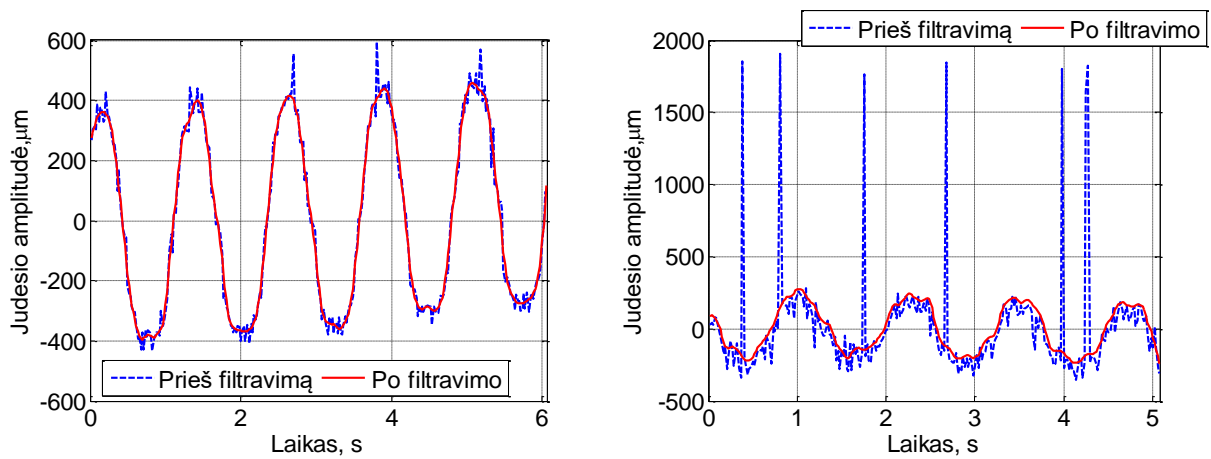 600
400
200
0
-200
-400
-600
Judesio amplitudė,μm
Prieš filtravimą Po filtravimo
0 2 4 6
Laikas, s
Prieš filtravimą Po filtravimo
2000
1500
1000
500
0
-500
Judesio amplitudė,μm
0 1 2 3 4 5
Laikas, s